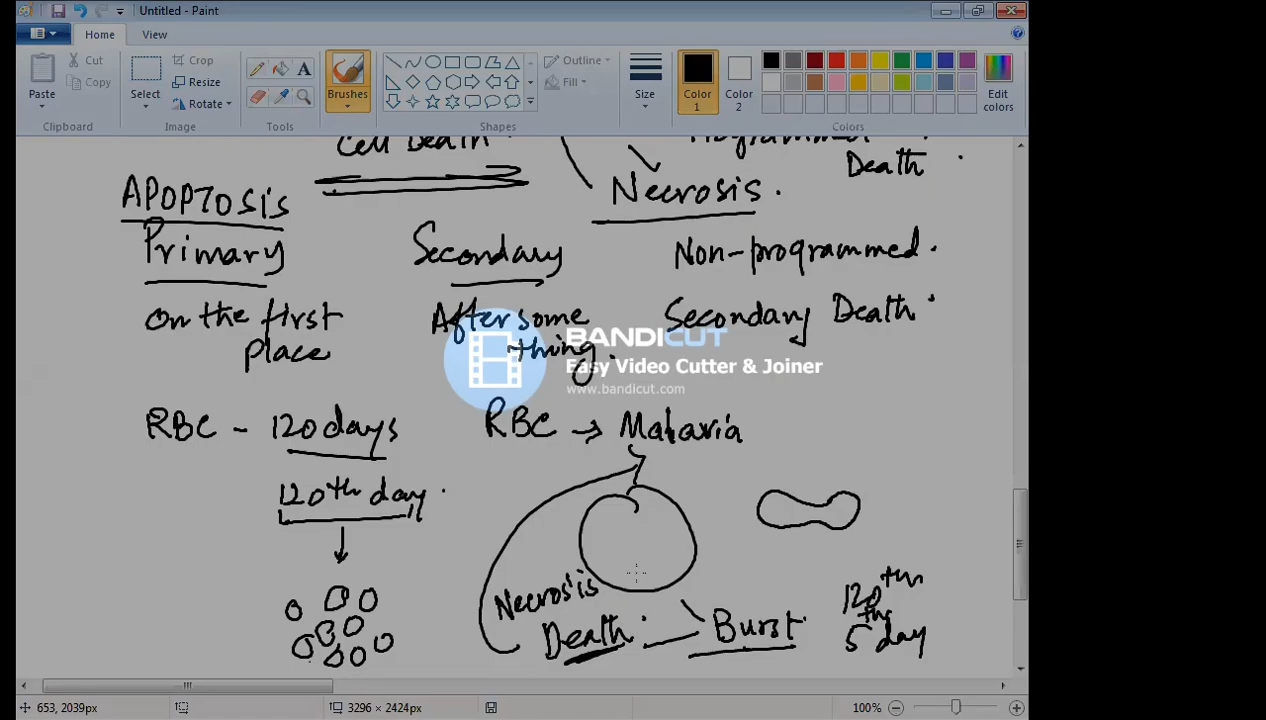 Untitled - Paint
Home View
Paste
Cut
Copy
Clipboard
Select
Crop
Resize
Rotate
Image
Tools
Brushes
Shapes
Outline
Fill
Size
Color 1
Color 2
Edit colors
Colors
Cell Death
Programmed
Death
APOPTOSIS
Necrosis
Primary
Secondary
Non-programmed
On the first place
After some thing.
Secondary Death
BANDICUT
Easy Video Cutter & Joiner
www.bandicut.com
RBC - 120 days
RBC → Malaria
120th day
Necrosis
Death
Burst
120th
5th day
653, 2039px
3296 × 2424px
100%